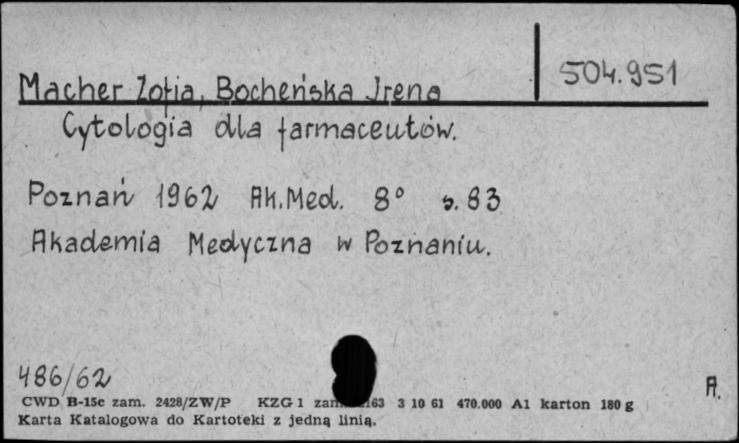 504.951
Macher Zofia, Bocheńska Irena
Cytologia dla farmaceutów.
Poznań 1962 Ak.Med. 8° s. 83
Akademia Medyczna w Poznaniu.
486/62
A.
CWD B-15c zam. 2428/ZW/P KZG 1 63 3 10 61 470.000 A1 karton 180 g
Karta Katalogowa do Kartoteki z jedną linią.